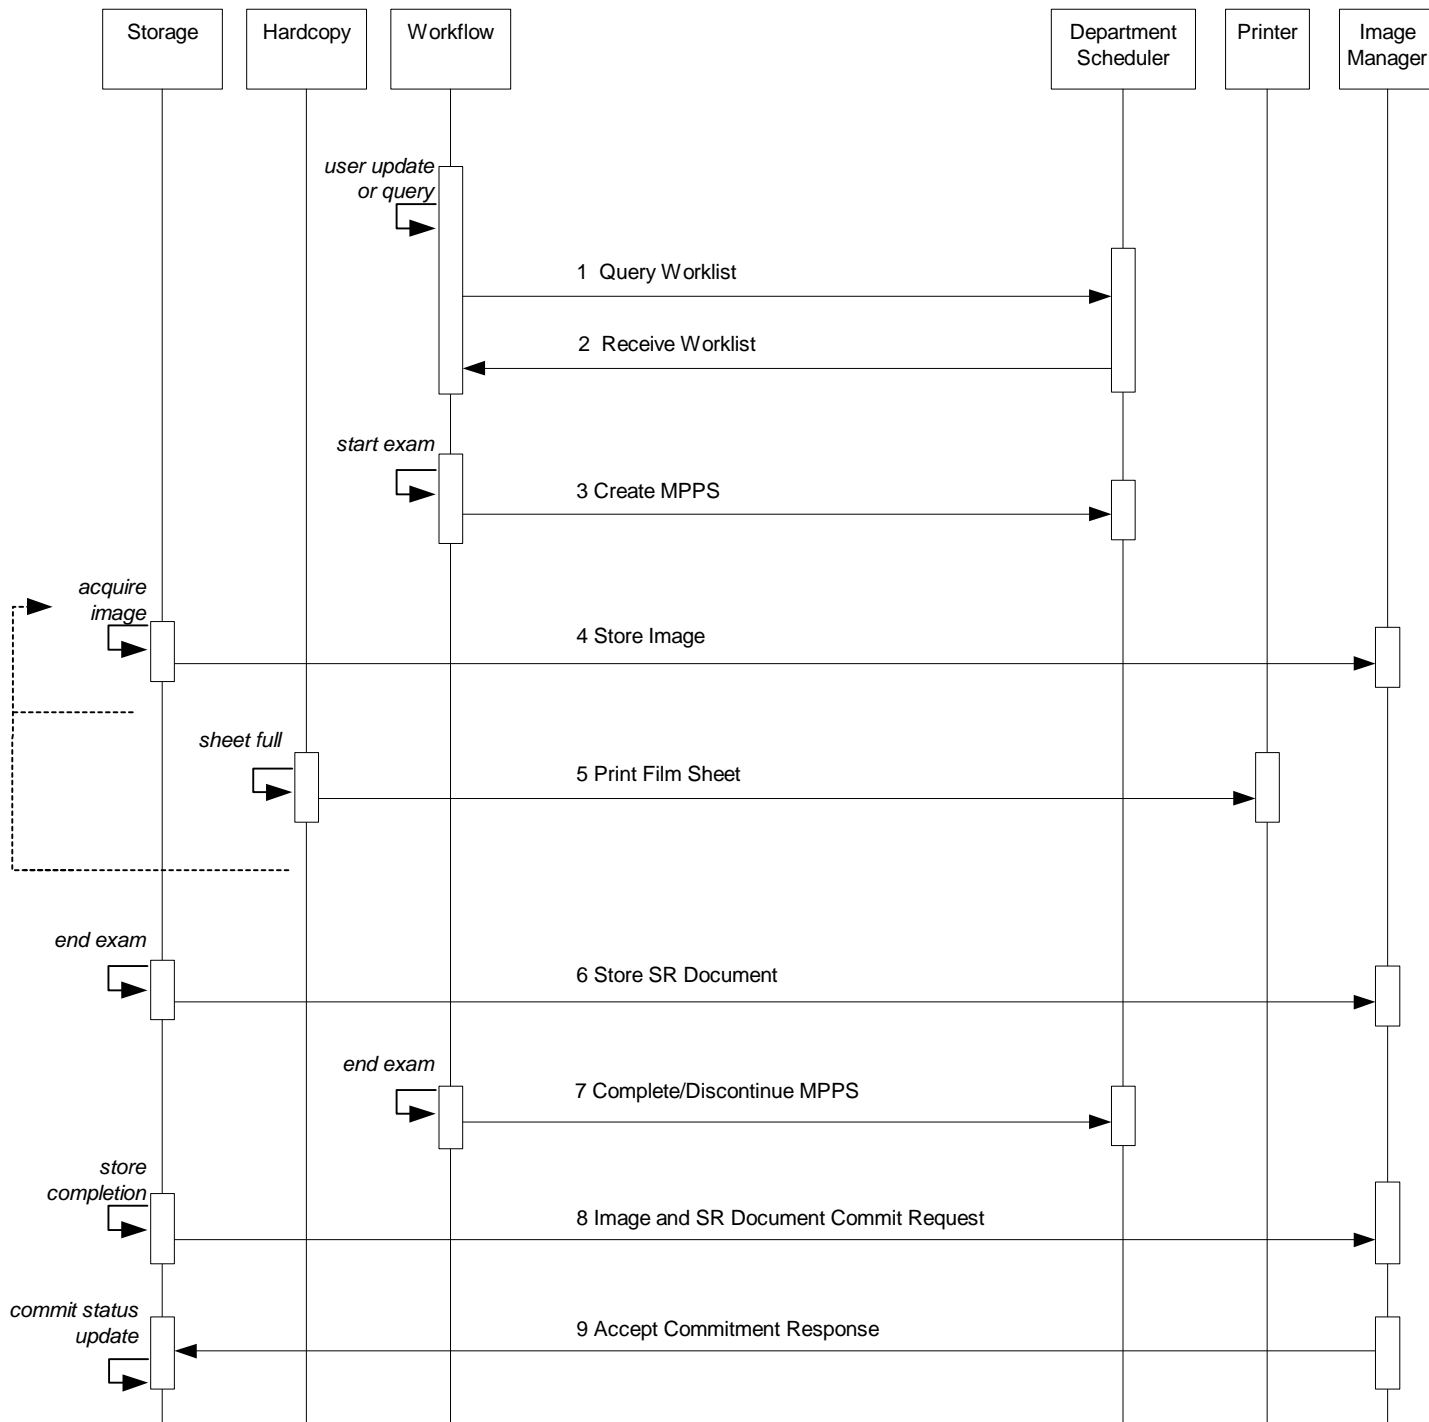 Storage
Hardcopy
Workflow
Department
Scheduler
Printer
Image
Manager
user update
or query
1 Query Worklist
2 Receive Worklist
start exam
3 Create MPPS
acquire
image
4 Store Image
sheet full
5 Print Film Sheet
end exam
6 Store SR Document
end exam
7 Complete/Discontinue MPPS
store
completion
8 Image and SR Document Commit Request
commit status
update
9 Accept Commitment Response